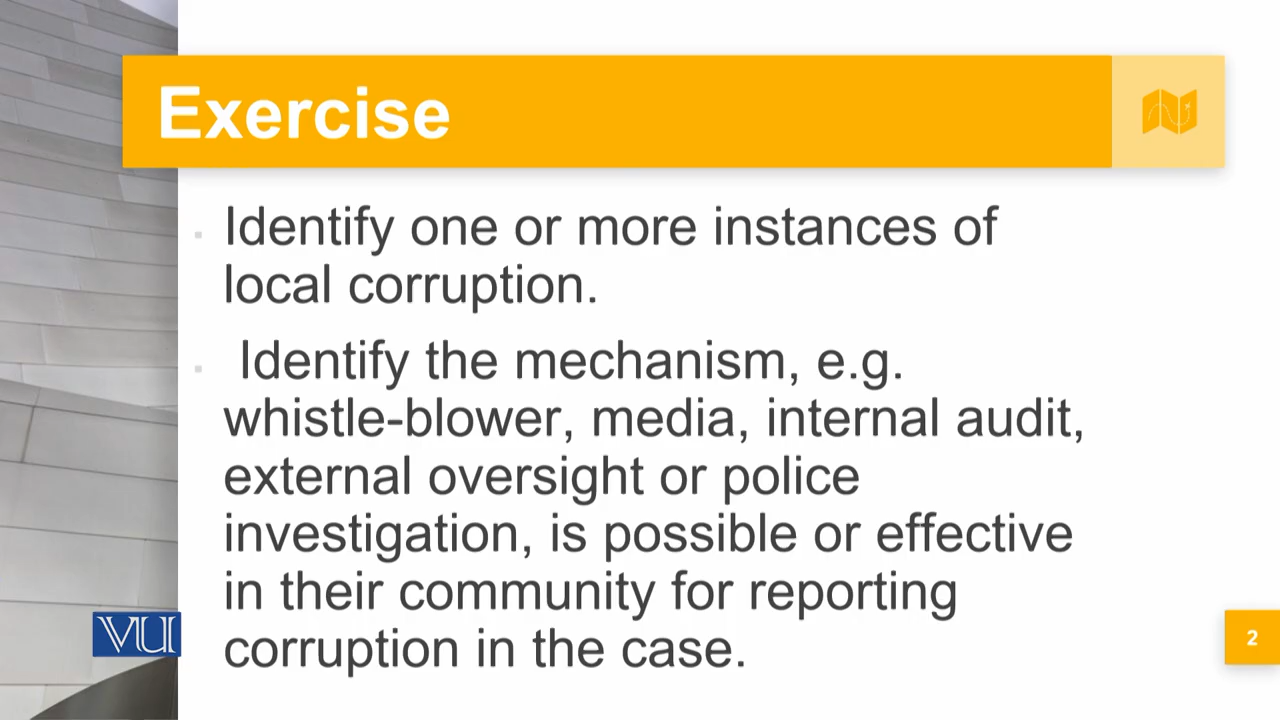 Exercise
Identify one or more instances of
local corruption.
Identify the mechanism, e.g.
whistle-blower, media, internal audit,
external oversight or police
investigation, is possible or effective
in their community for reporting
corruption in the case.
VU
2